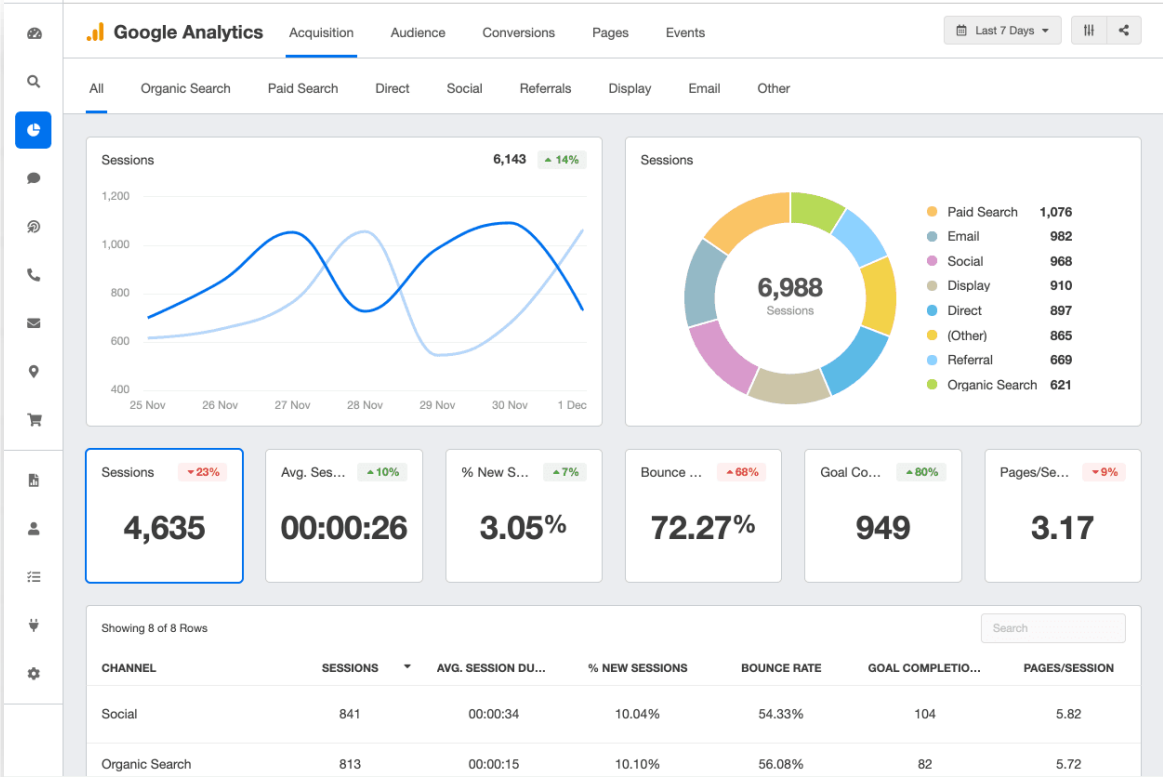 Google Analytics Acquisition Audience Conversions Pages Events Last 7 Days
All Organic Search Paid Search Direct Social Referrals Display Email Other
Sessions 6,143 14%
1,200
1,000
800
600
400
25 Nov 26 Nov 27 Nov 28 Nov 29 Nov 30 Nov 1 Dec
Sessions
6,988
Sessions
Paid Search 1,076
Email 982
Social 968
Display 910
Direct 897
(Other) 865
Referral 669
Organic Search 621
Sessions 23%
4,635
Avg. Ses... 10%
00:00:26
% New S... 7%
3.05%
Bounce ... 68%
72.27%
Goal Co... 80%
949
Pages/Se... 9%
3.17
Showing 8 of 8 Rows Search
CHANNEL SESSIONS AVG. SESSION DU... % NEW SESSIONS BOUNCE RATE GOAL COMPLETIO... PAGES/SESSION
Social 841 00:00:34 10.04% 54.33% 104 5.82
Organic Search 813 00:00:15 10.10% 56.08% 82 5.72